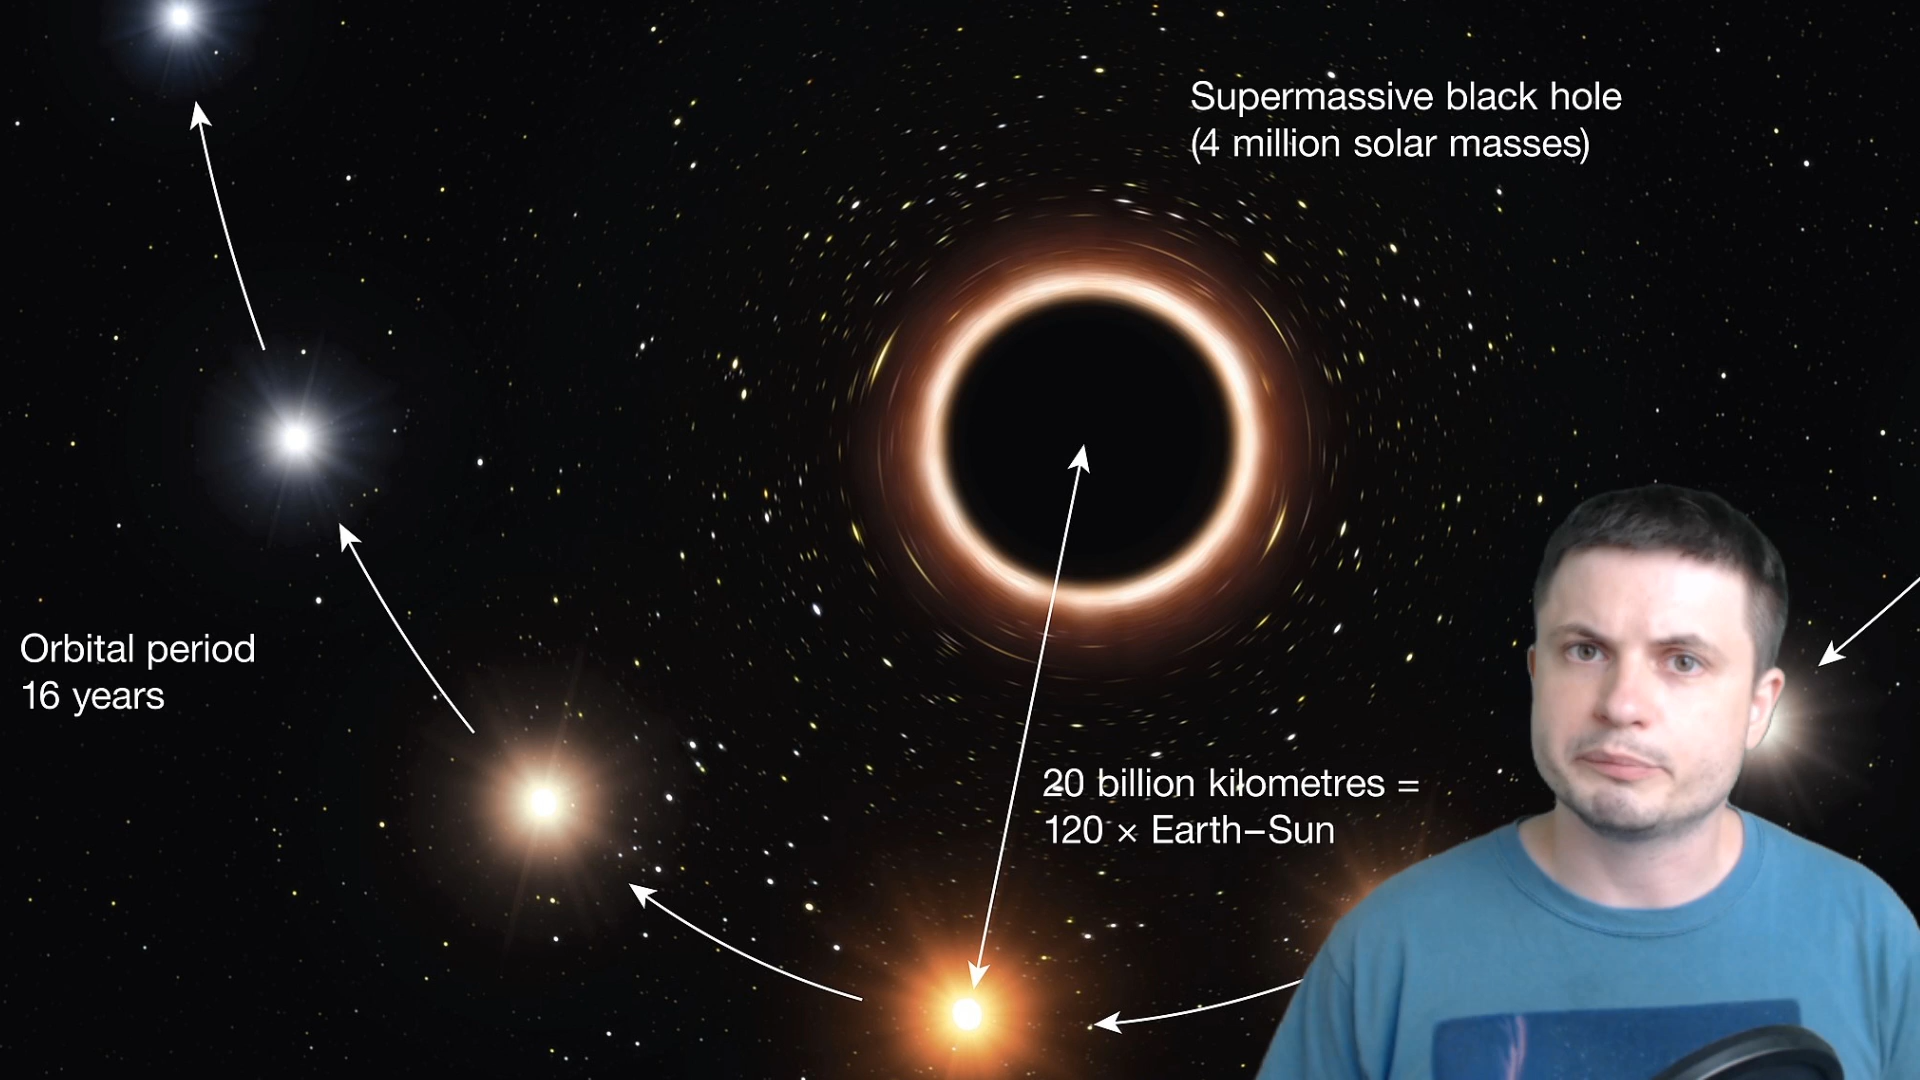 Supermassive black hole
(4 million solar masses)
Orbital period
16 years
20 billion kilometres =
120 × Earth–Sun